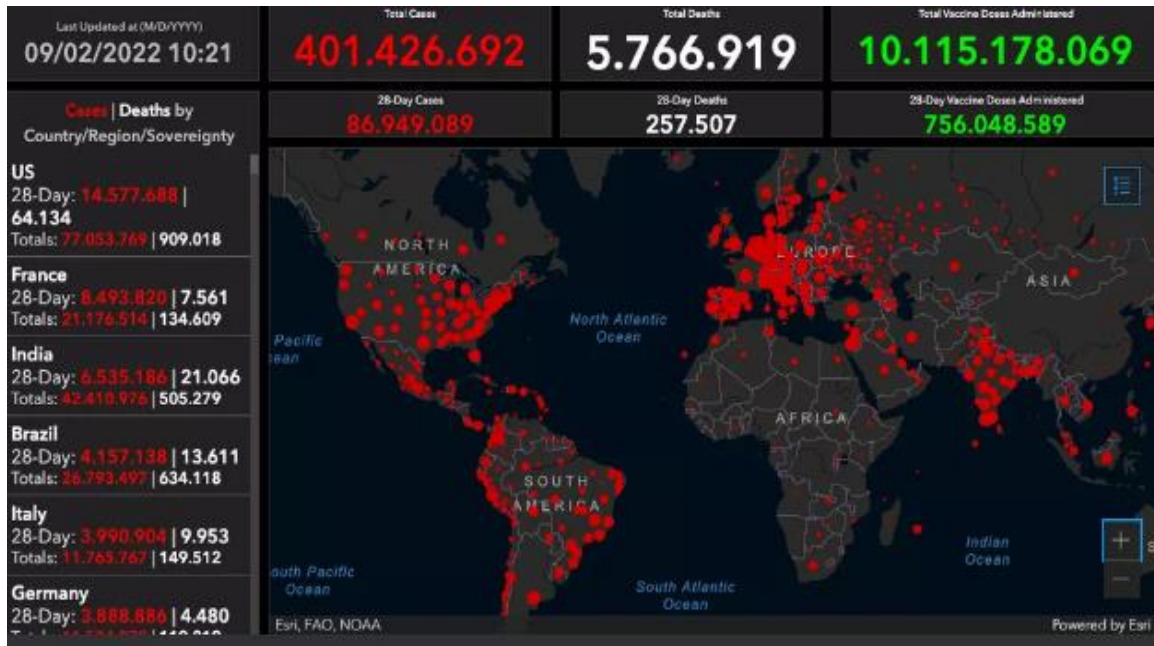 Last Updated at (M/D/YYYY)
09/02/2022 10:21
Total Cases
401.426.692
Total Deaths
5.766.919
Total Vaccine Doses Administered
10.115.178.069
28-Day Cases
86.949.089
28-Day Deaths
257.507
28-Day Vaccine Doses Administered
756.048.589
Cases | Deaths by
Country/Region/Sovereignty
US
28-Day: 14.577.688 |
64.134
Totals: 77.053.769 | 909.018
France
28-Day: 8.493.820 | 7.561
Totals: 21.176.514 | 134.609
India
28-Day: 6.535.186 | 21.066
Totals: 42.410.976 | 505.279
Brazil
28-Day: 4.157.138 | 13.611
Totals: 26.793.497 | 634.118
Italy
28-Day: 3.990.904 | 9.953
Totals: 11.765.767 | 149.512
Germany
28-Day: 3.888.886 | 4.480
NORTH
AMERICA
EUROPE
ASIA
North Atlantic
Ocean
Pacific
AFRICA
SOUTH
AMERICA
Indian
Ocean
Pacific
Ocean
South Atlantic
Ocean
Esri, FAO, NOAA
Powered by Esri